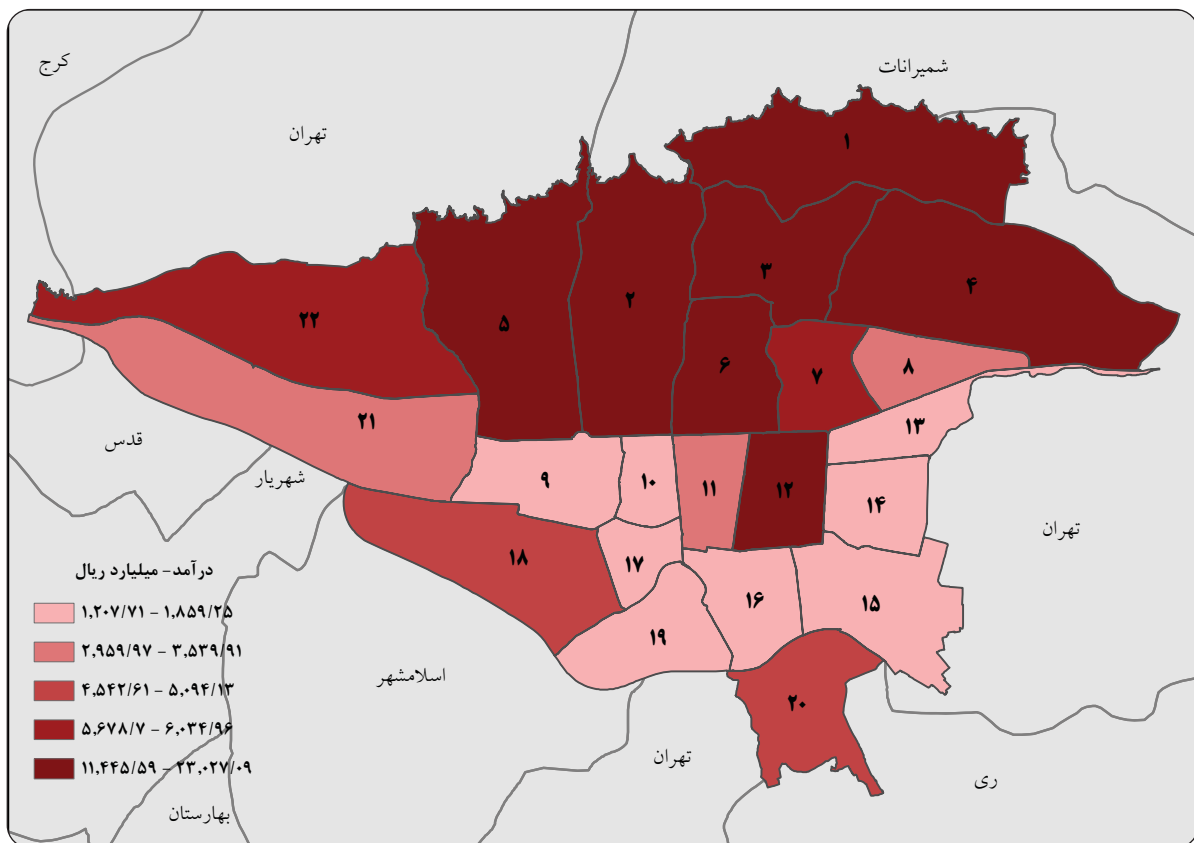 شمیرانات
کرج
تهران
۱
۳
۴
۲
۵
۲۲
۶
۷
۸
۲۱
۱۳
قدس
شهریار
۹
۱۰
۱۱
۱۲
۱۴
تهران
۱۸
۱۷
۱۶
۱۵
۱۹
اسلامشهر
۲۰
تهران
ری
بهارستان
درآمد- میلیارد ریال
۱,۲۰۷/۷۱ – ۱,۸۵۹/۲۵
۲,۹۵۹/۹۷ – ۳,۵۳۹/۹۱
۴,۵۴۲/۶۱ – ۵,۰۹۴/۱۳
۵,۶۷۸/۷ – ۶,۰۳۴/۹۶
۱۱,۴۴۵/۵۹ – ۲۳,۰۲۷/۰۹